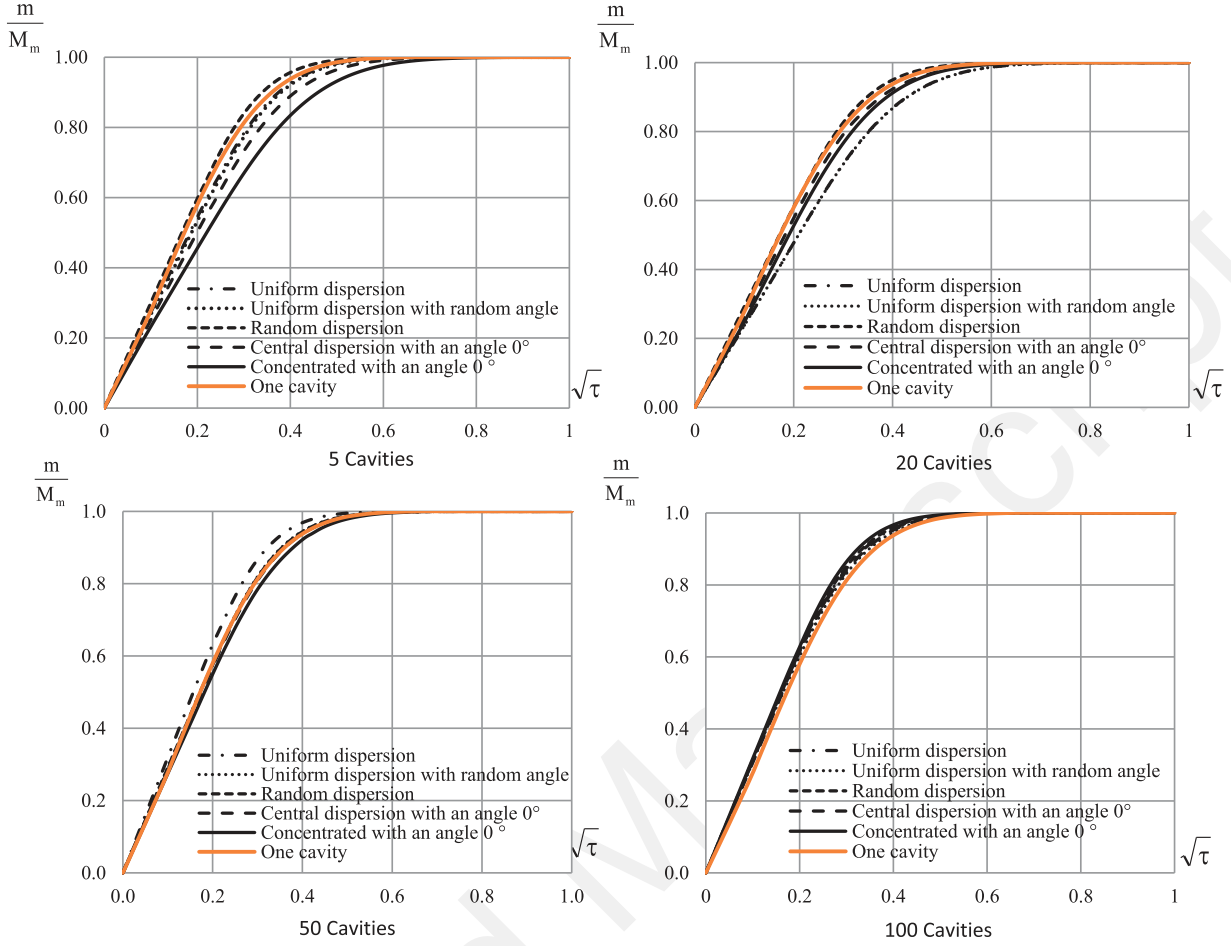 m
M_m
1.00
0.80
0.60
0.40
0.20
0.00
Uniform dispersion
Uniform dispersion with random angle
Random dispersion
Central dispersion with an angle 0°
Concentrated with an angle 0 °
One cavity
√τ
0 0.2 0.4 0.6 0.8 1
5 Cavities
m
M_m
1.00
0.80
0.60
0.40
0.20
0.00
Uniform dispersion
Uniform dispersion with random angle
Random dispersion
Central dispersion with an angle 0°
Concentrated with an angle 0 °
One cavity
√τ
0 0.2 0.4 0.6 0.8 1
20 Cavities
m
M_m
1.0
0.8
0.6
0.4
0.2
0.0
Uniform dispersion
Uniform dispersion with random angle
Random dispersion
Central dispersion with an angle 0°
Concentrated with an angle 0 °
One cavity
√τ
0.0 0.2 0.4 0.6 0.8 1.0
50 Cavities
m
M_m
1.0
0.8
0.6
0.4
0.2
0.0
Uniform dispersion
Uniform dispersion with random angle
Random dispersion
Central dispersion with an angle 0°
Concentrated with an angle 0 °
One cavity
√τ
0 0.2 0.4 0.6 0.8 1
100 Cavities